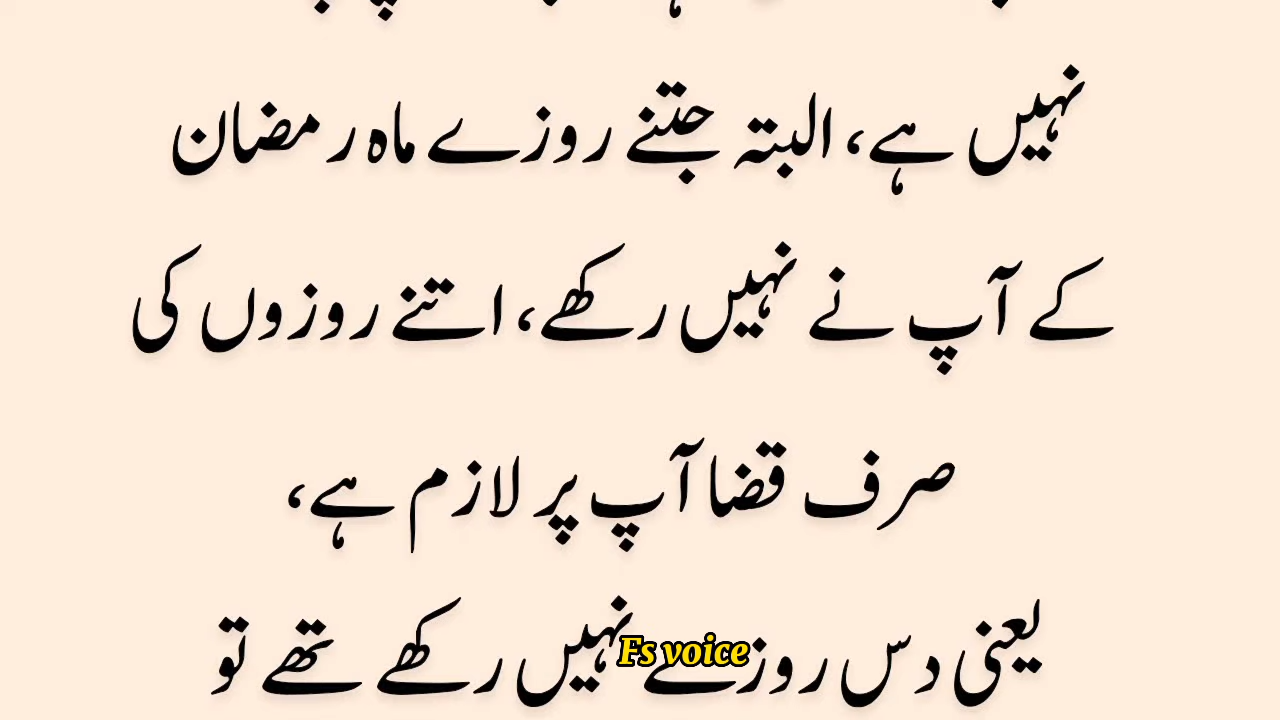 نہیں ہے، البتہ جتنے روزے ماہ رمضان
کے آپ نے نہیں رکھے، اتنے روزوں کی
صرف قضا آپ پر لازم ہے،
یعنی دس روزے نہیں رکھے تھے تو
Fs voice